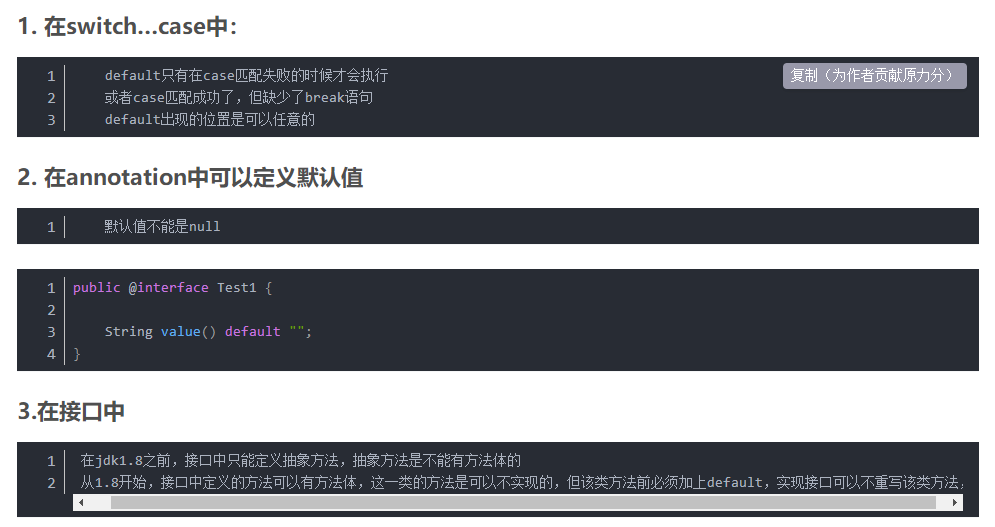 1. 在switch…case中：
1 default只有在case匹配失败的时候才会执行
复制（为作者贡献原力分）
2 或者case匹配成功了，但缺少了break语句
3 default出现的位置是可以任意的
2. 在annotation中可以定义默认值
1 默认值不能是null
1 public @interface Test1 {
2
3 String value() default "";
4 }
3.在接口中
1 在jdk1.8之前，接口中只能定义抽象方法，抽象方法是不能有方法体的
2 从1.8开始，接口中定义的方法可以有方法体，这一类的方法是可以不实现的，但该类方法前必须加上default，实现接口可以不重写该类方法，